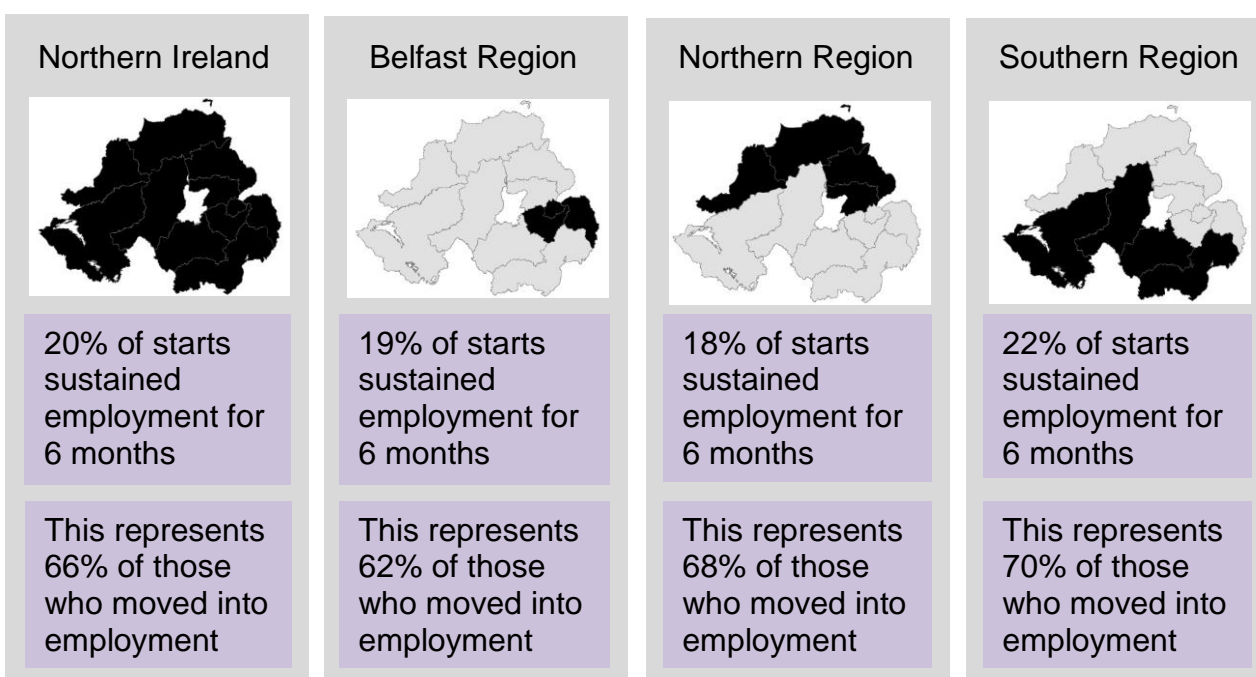 Northern Ireland
20% of starts
sustained
employment for
6 months
This represents
66% of those
who moved into
employment
Belfast Region
19% of starts
sustained
employment for
6 months
This represents
62% of those
who moved into
employment
Northern Region
18% of starts
sustained
employment for
6 months
This represents
68% of those
who moved into
employment
Southern Region
22% of starts
sustained
employment for
6 months
This represents
70% of those
who moved into
employment